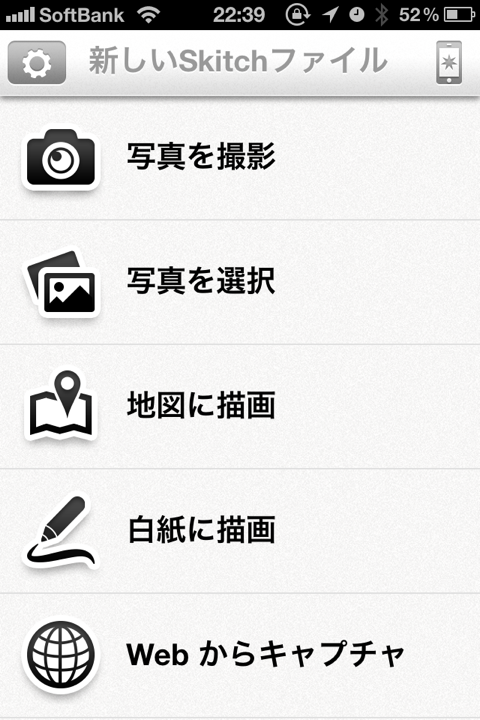 SoftBank 22:39 52%
新しいSkitchファイル
写真を撮影
写真を選択
地図に描画
白紙に描画
Web からキャプチャ